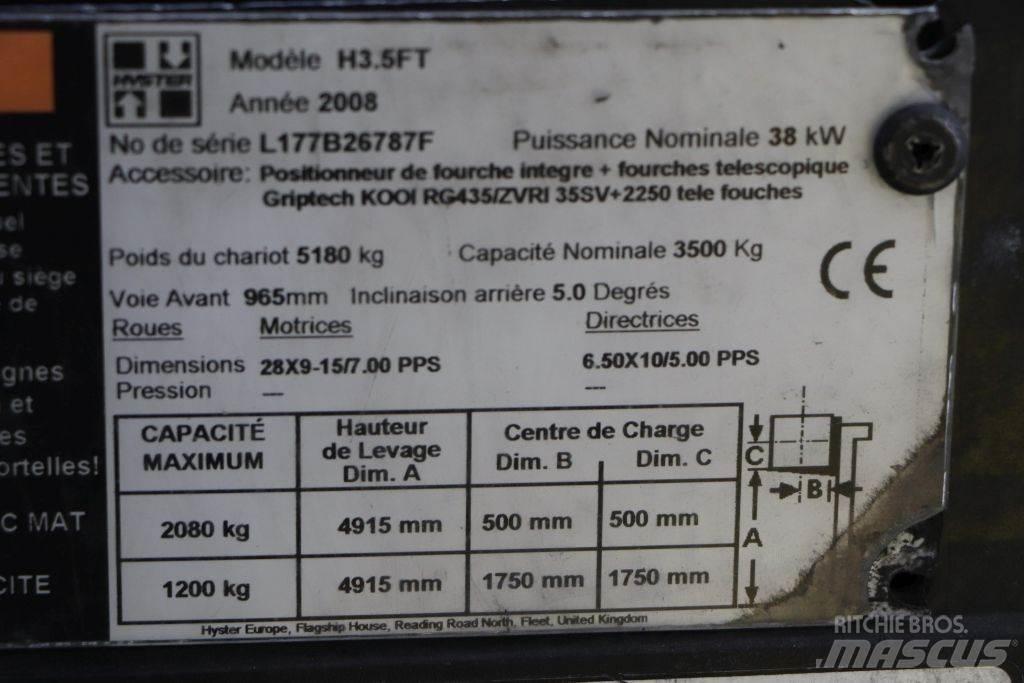 HYSTER
Modèle H3.5FT
Année 2008
No de série L177B26787F Puissance Nominale 38 kW
Accessoire: Positionneur de fourche integre + fourches telescopique
Griptech KOOI RG435/ZVRI 35SV+2250 tele fouches
Poids du chariot 5180 kg Capacité Nominale 3500 Kg
CE
Voie Avant 965mm Inclinaison arrière 5.0 Degrés
Roues Motrices Directrices
Dimensions 28X9-15/7.00 PPS 6.50X10/5.00 PPS
Pression --- ---
CAPACITÉ MAXIMUM
Hauteur de Levage Dim. A
Centre de Charge
Dim. B Dim. C
2080 kg 4915 mm 500 mm 500 mm
1200 kg 4915 mm 1750 mm 1750 mm
C
B
A
Hyster Europe, Flagship House, Reading Road North, Fleet, United Kingdom
ES ET
ENTES
sel
se
siège
de
gnes
et
es
ortelles!
C MAT
CITE
RITCHIE BROS.
MASCUS